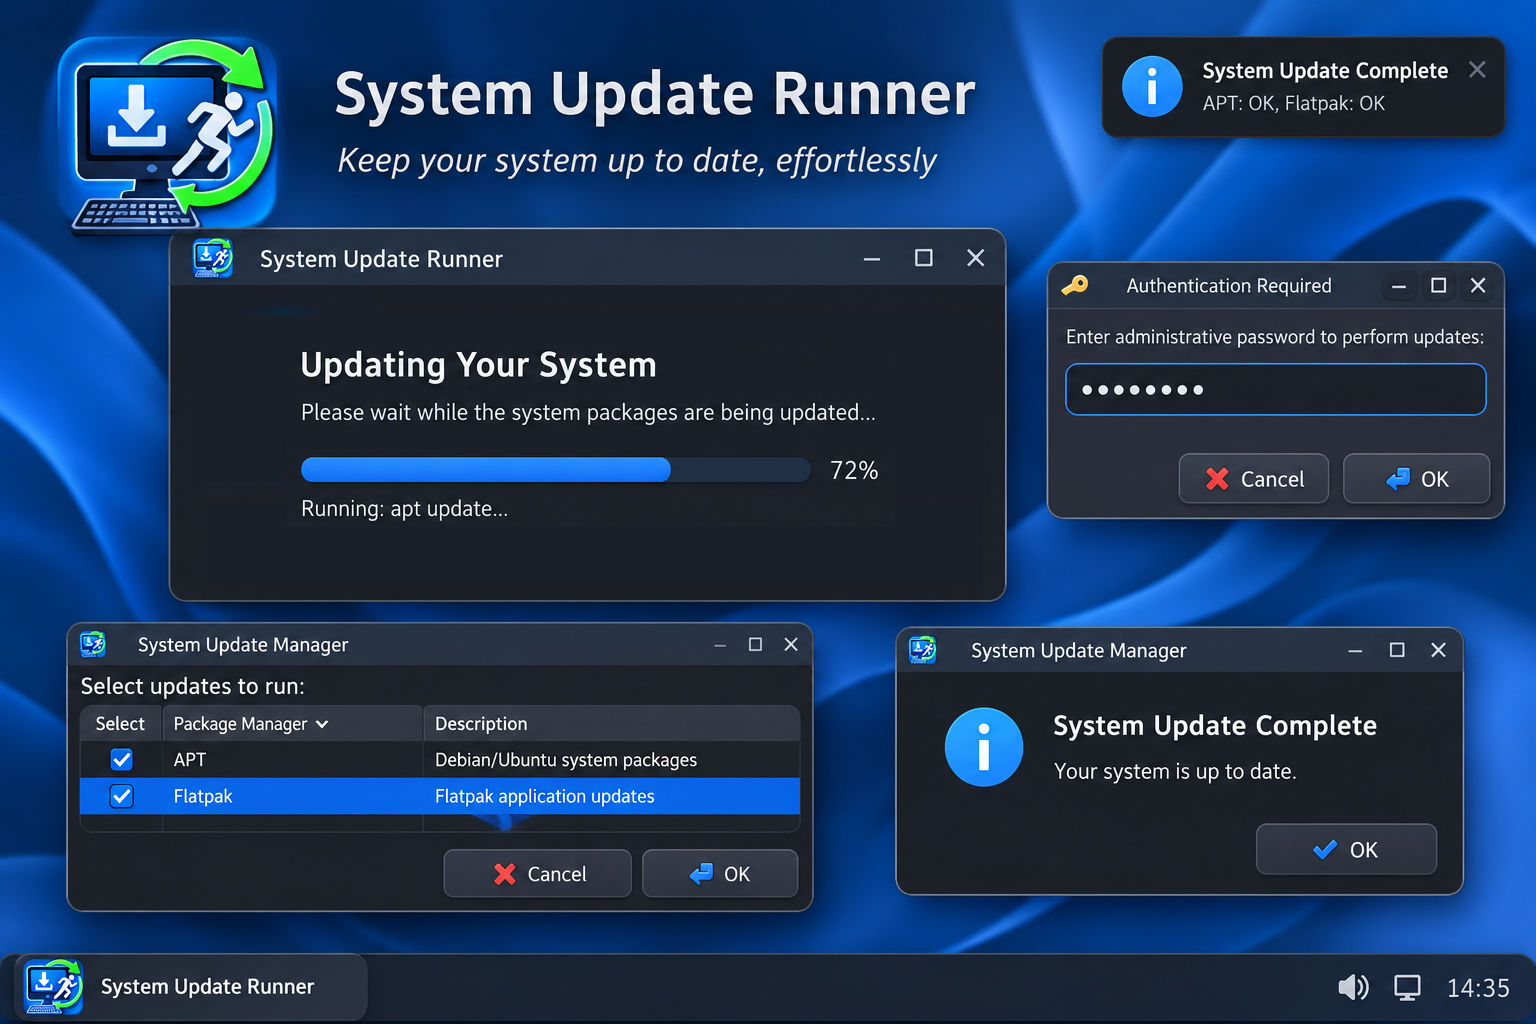 System Update Runner
Keep your system up to date, effortlessly
System Update Complete
APT: OK, Flatpak: OK
System Update Runner
Updating Your System
Please wait while the system packages are being updated...
72%
Running: apt update...
Authentication Required
Enter administrative password to perform updates:
Cancel
OK
System Update Manager
Select updates to run:
Select Package Manager Description
APT Debian/Ubuntu system packages
Flatpak Flatpak application updates
Cancel
OK
System Update Manager
System Update Complete
Your system is up to date.
OK
System Update Runner
14:35